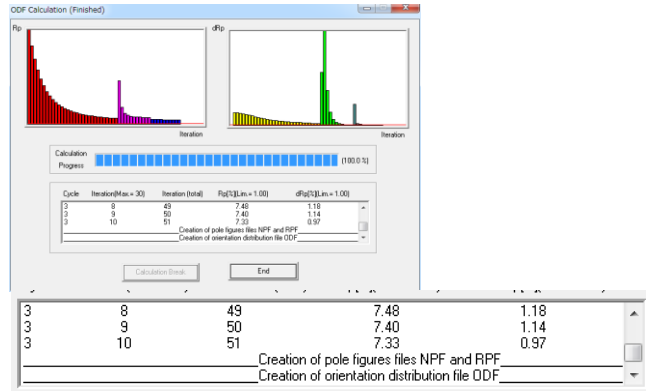 ODF Calculation (Finished)
Rp
dRp
Iteration
Iteration
Calculation
Progress
(100.0 %)
Cycle Iteration(Max.= 30) Iteration (total) Rp[%](Lim.= 1.00) dRp[%](Lim.= 1.00)
3 8 49 7.48 1.18
3 9 50 7.40 1.14
3 10 51 7.33 0.97
Creation of pole figures files NPF and RPF
Creation of orientation distribution file ODF
Calculation Break
End
3 8 49 7.48 1.18
3 9 50 7.40 1.14
3 10 51 7.33 0.97
Creation of pole figures files NPF and RPF
Creation of orientation distribution file ODF